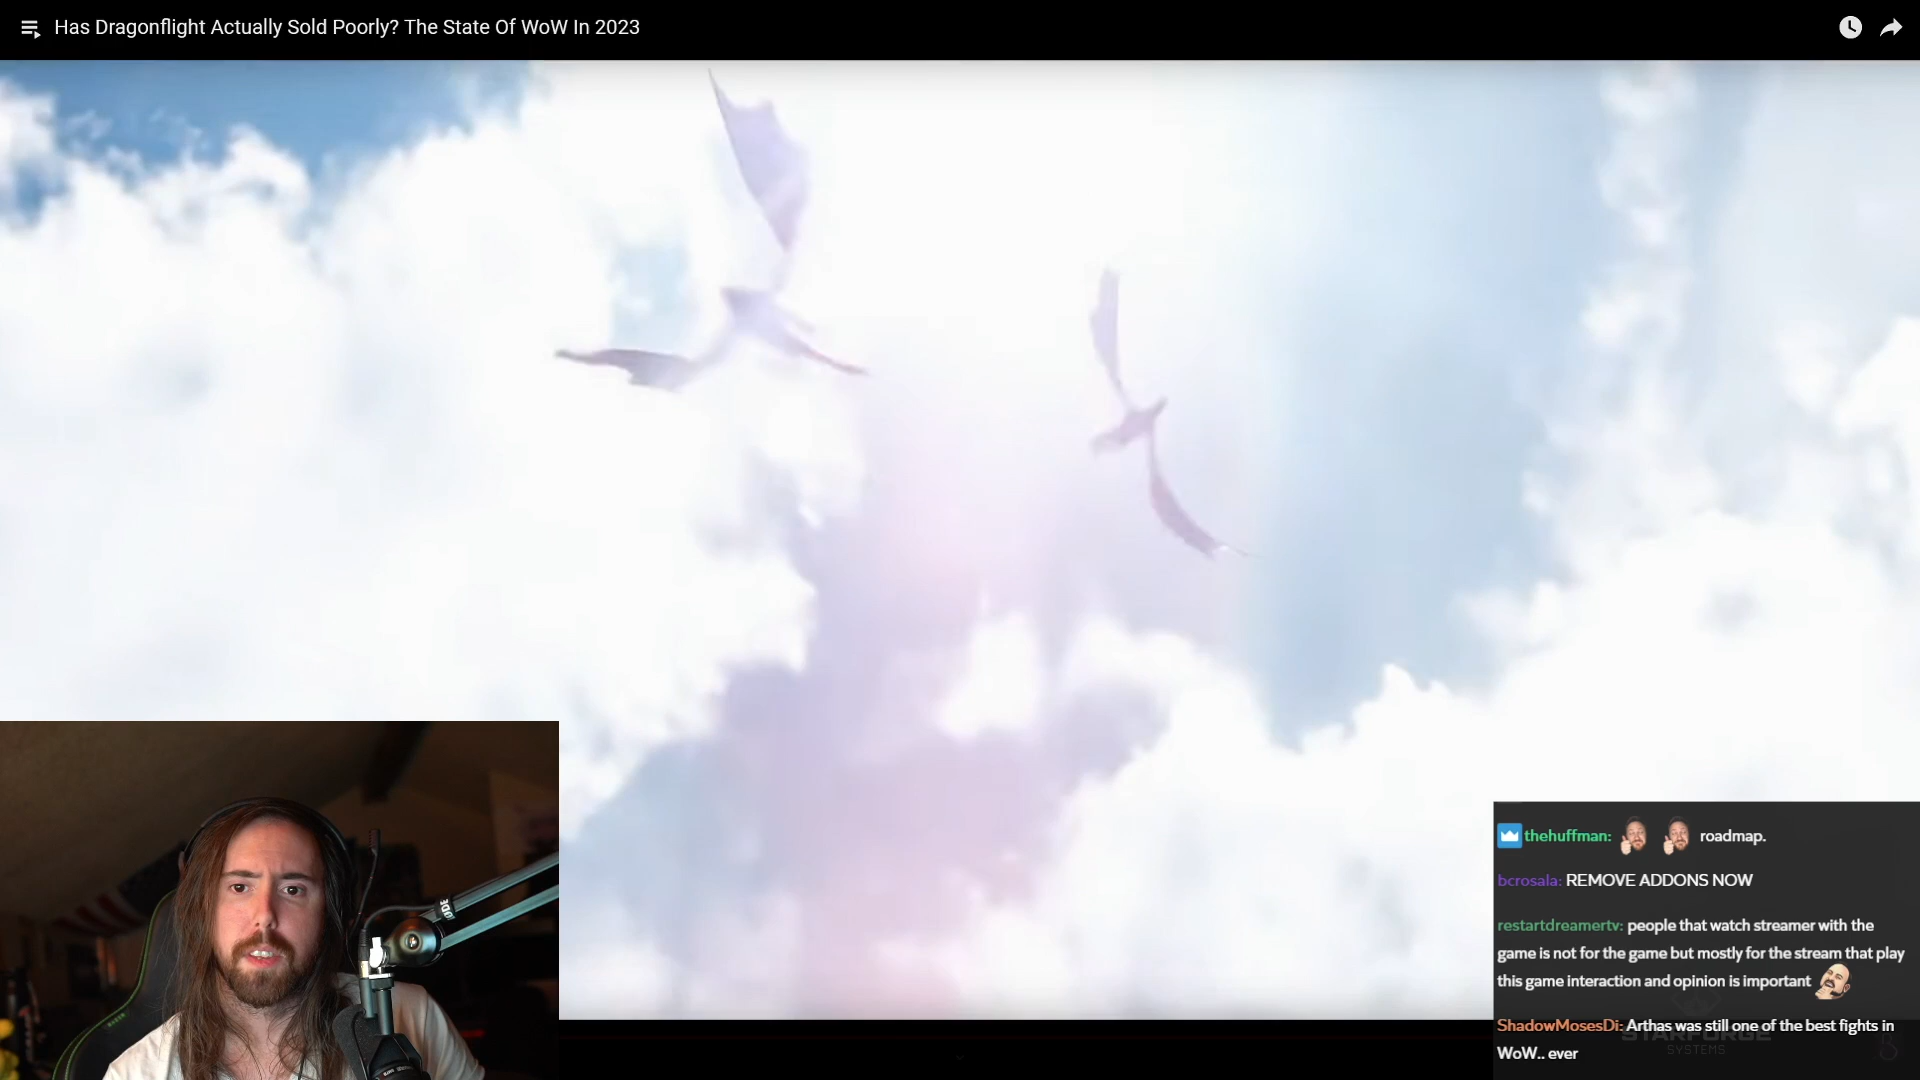 Has Dragonflight Actually Sold Poorly? The State Of WoW In 2023
thehuffman: roadmap.
bcrosala: REMOVE ADDONS NOW
restartdreamertv: people that watch streamer with the
game is not for the game but mostly for the stream that play
this game interaction and opinion is important
ShadowMosesDi: Arthas was still one of the best fights in
WoW.. ever
STARFORGE
SYSTEMS